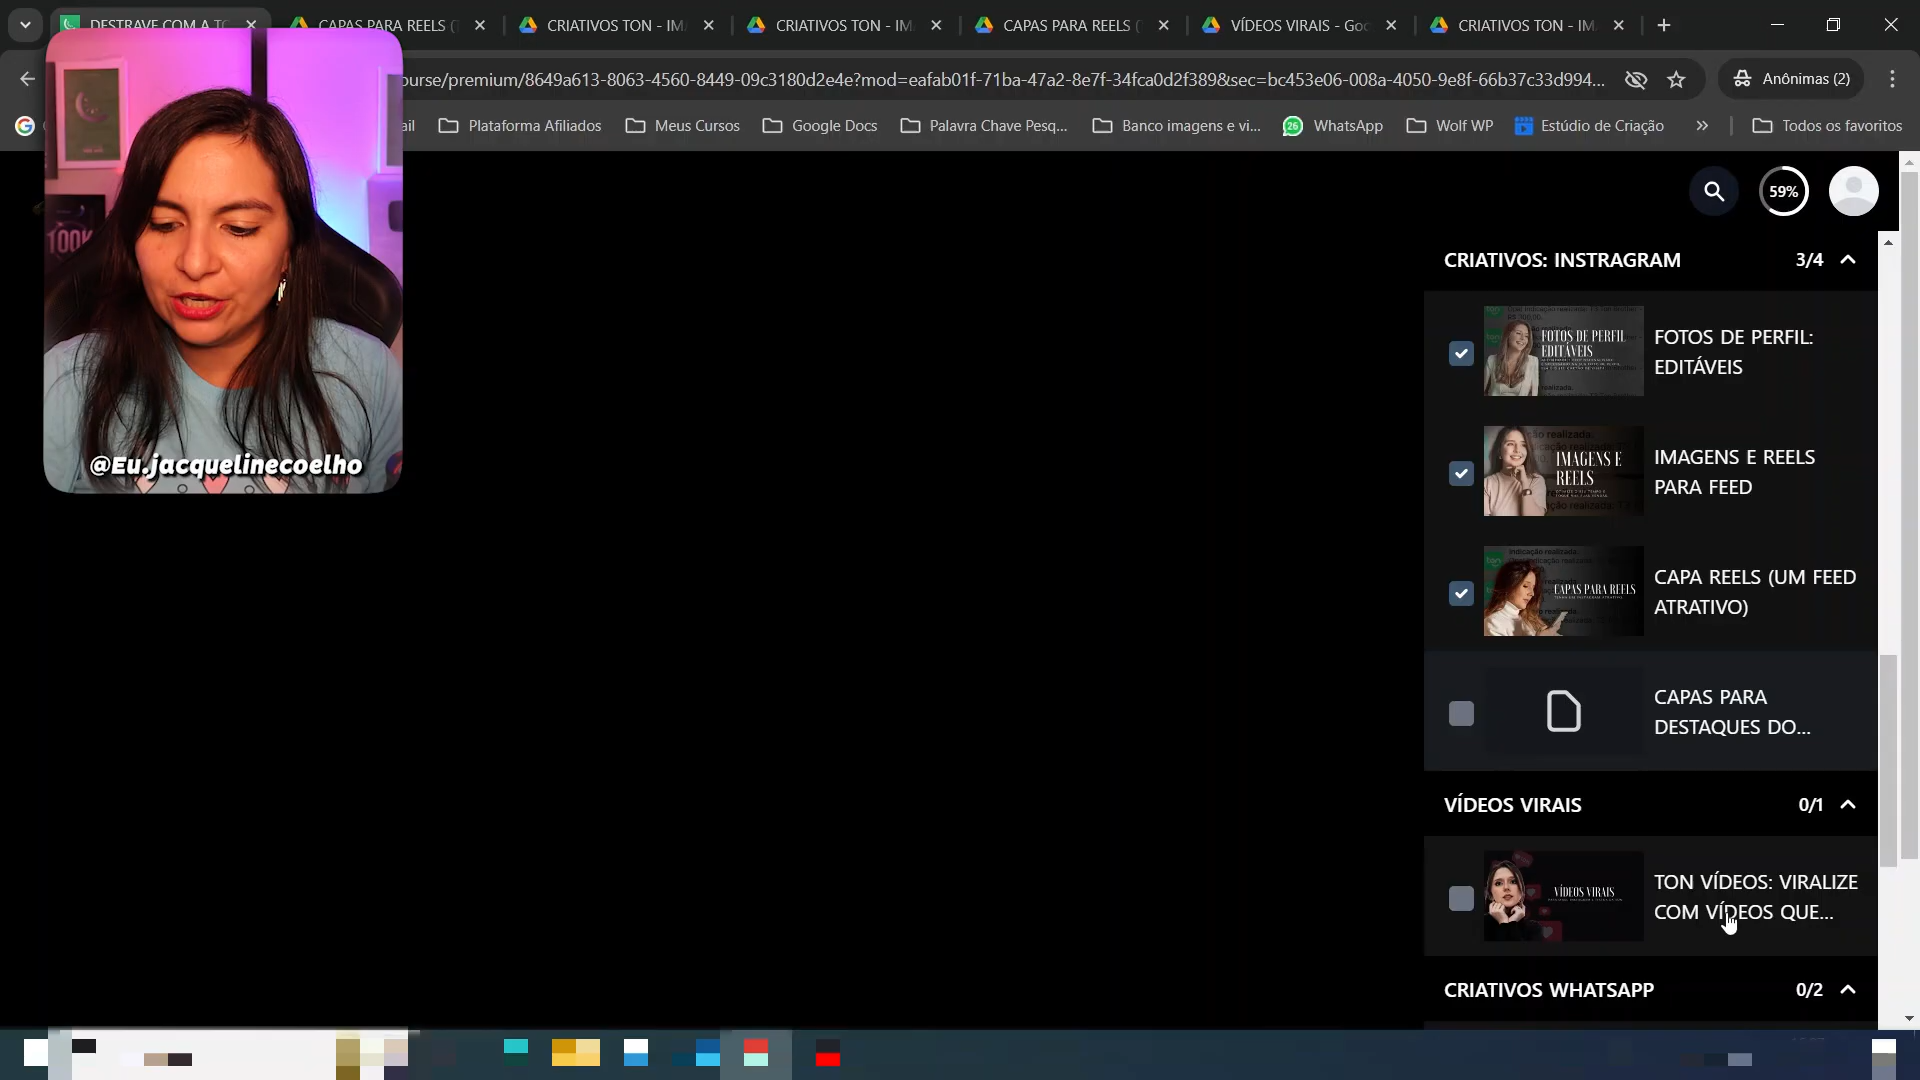 DESTRAVE COM A TO
CAPAS PARA REELS (
CRIATIVOS TON - IM
CRIATIVOS TON - IM
CAPAS PARA REELS (
VÍDEOS VIRAIS - Goo
CRIATIVOS TON - IM
ourse/premium/8649a613-8063-4560-8449-09c3180d2e4e?mod=eafab01f-71ba-47a2-8e7f-34fca0d2f389&sec=bc453e06-008a-4050-9e8f-66b37c33d994...
Anônimas (2)
ail
Plataforma Afiliados
Meus Cursos
Google Docs
Palavra Chave Pesq...
Banco imagens e vi...
26
WhatsApp
Wolf WP
Estúdio de Criação
Todos os favoritos
100K
@Eu.jacquelinecoelho
59%
CRIATIVOS: INSTRAGRAM 3/4
FOTOS DE PERFIL
EDITÁVEIS
FOTOS DE PERFIL:
EDITÁVEIS
IMAGENS E
REELS
IMAGENS E REELS
PARA FEED
CAPAS PARA REELS
CAPA REELS (UM FEED
ATRATIVO)
CAPAS PARA
DESTAQUES DO...
VÍDEOS VIRAIS 0/1
VÍDEOS VIRAIS
TON VÍDEOS: VIRALIZE
COM VÍDEOS QUE...
CRIATIVOS WHATSAPP 0/2